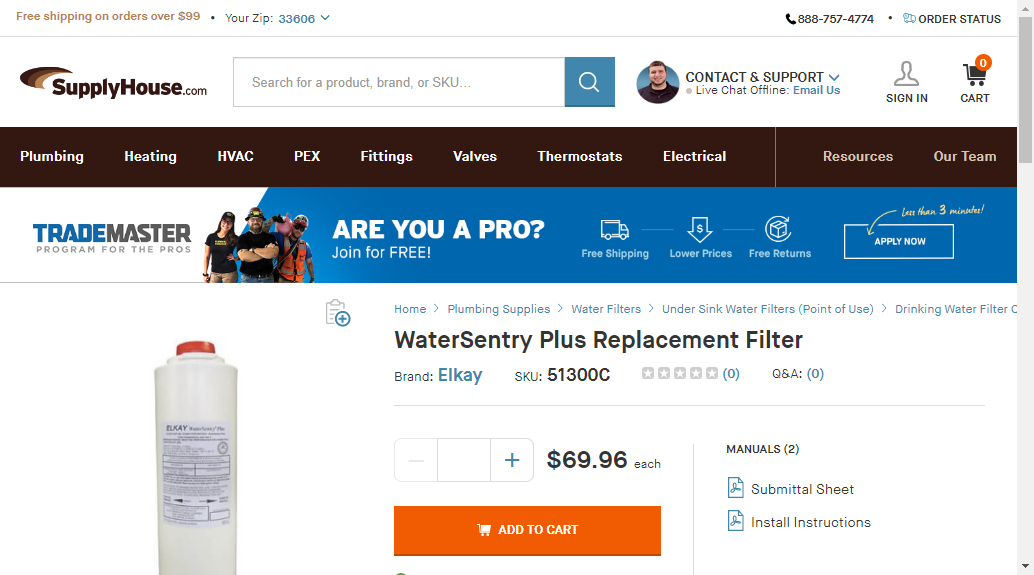 Free shipping on orders over $99 • Your Zip: 33606
888-757-4774 • ORDER STATUS
SupplyHouse.com
Search for a product, brand, or SKU...
CONTACT & SUPPORT
Live Chat Offline: Email Us
SIGN IN
0
CART
Plumbing Heating HVAC PEX Fittings Valves Thermostats Electrical Resources Our Team
TRADEMASTER
PROGRAM FOR THE PROS
ARE YOU A PRO?
Join for FREE!
Free Shipping
$
Lower Prices
Free Returns
Less than 3 minutes!
APPLY NOW
Home > Plumbing Supplies > Water Filters > Under Sink Water Filters (Point of Use) > Drinking Water Filter C
WaterSentry Plus Replacement Filter
Brand: Elkay SKU: 51300C (0) Q&A: (0)
ELKAY WaterSentry Plus
— + $69.96 each
ADD TO CART
MANUALS (2)
Submittal Sheet
Install Instructions